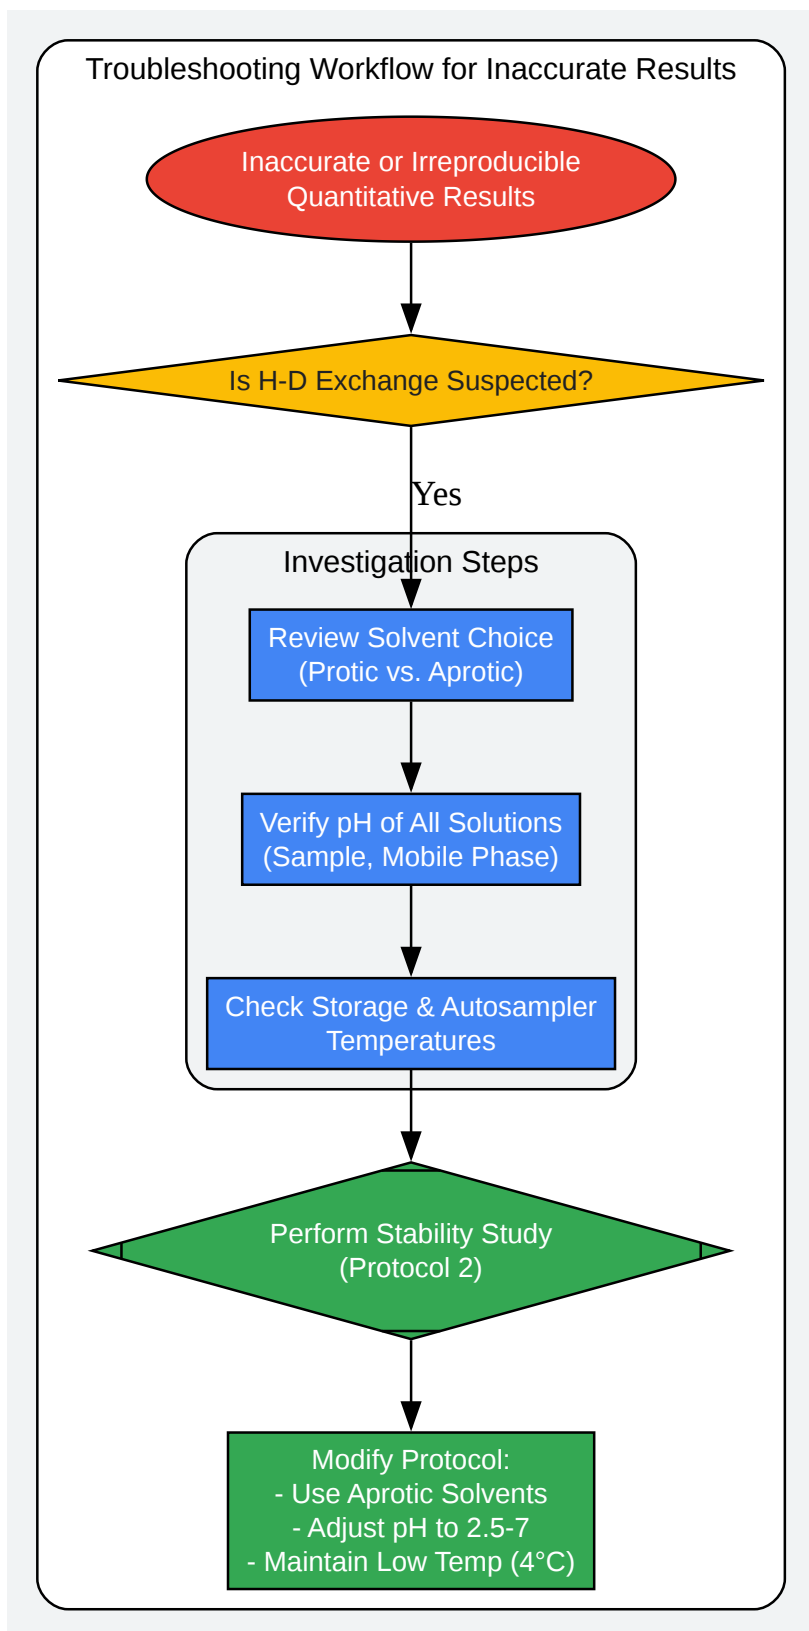 Troubleshooting Workflow for Inaccurate Results
Inaccurate or Irreproducible
Quantitative Results
Is H-D Exchange Suspected?
Yes
Investigation Steps
Review Solvent Choice
(Protic vs. Aprotic)
Verify pH of All Solutions
(Sample, Mobile Phase)
Check Storage & Autosampler
Temperatures
Perform Stability Study
(Protocol 2)
Modify Protocol:
- Use Aprotic Solvents
- Adjust pH to 2.5-7
- Maintain Low Temp (4°C)